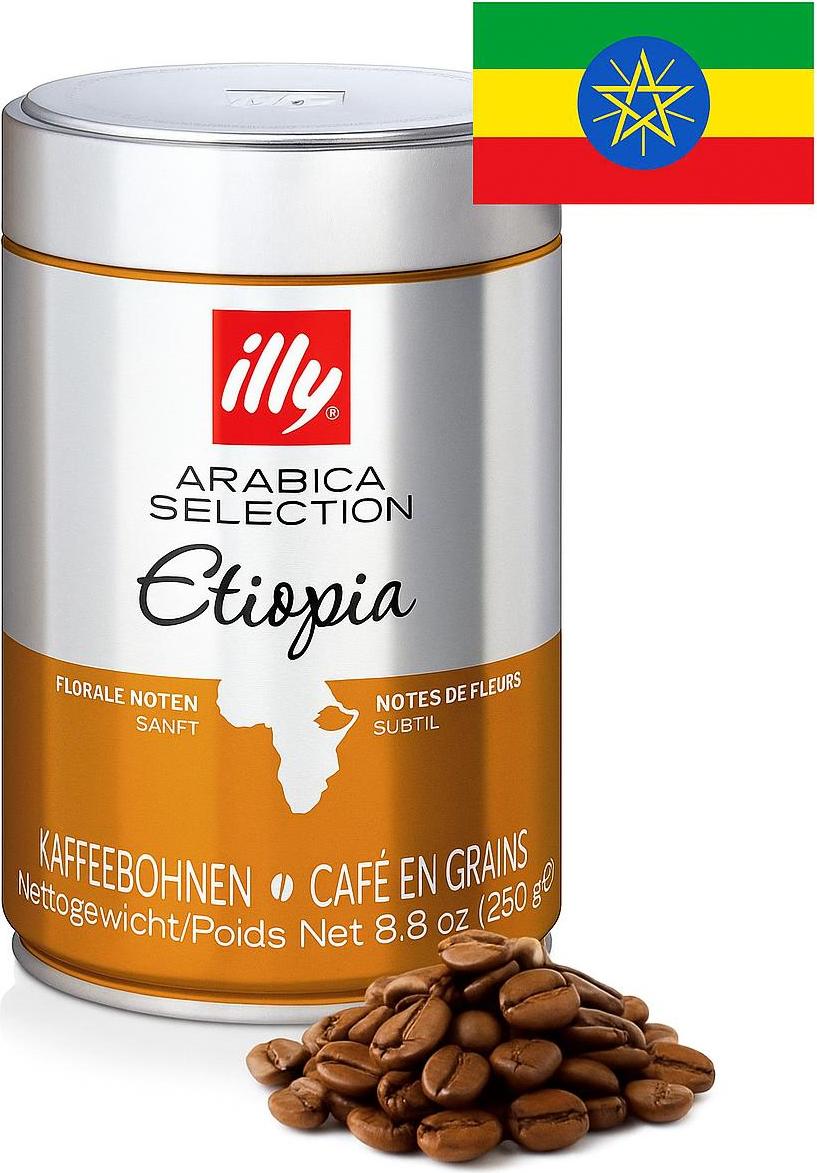 illy
illy®
ARABICA
SELECTION
Etiopia
FLORALE NOTEN
SANFT
NOTES DE FLEURS
SUBTIL
KAFFEEBOHNEN CAFÉ EN GRAINS
Nettogewicht/Poids Net 8.8 oz (250 g℮)